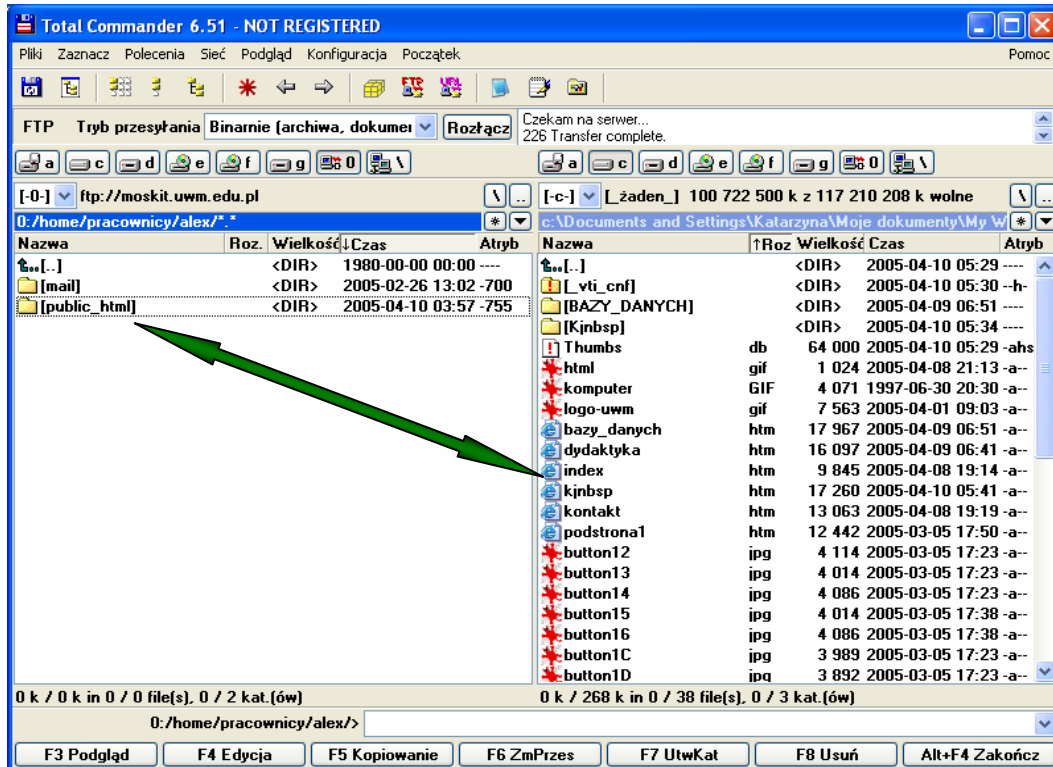 Total Commander 6.51 - NOT REGISTERED
Pliki Zaznacz Polecenia Sieć Podgląd Konfiguracja Początek Pomoc
FTP Tryb przesyłania Binarnie (archiwa, dokumei Rozłącz
Czekam na serwer...
226 Transfer complete.
a c d e f g 0 \ a c d e f g 0 \
[-0-] ftp://moskit.uwm.edu.pl \ ..
[-c-] [_żaden_] 100 722 500 k z 117 210 208 k wolne \ ..
0:/home/pracownicy/alex/*.* *
c:\Documents and Settings\Katarzyna\Moje dokumenty\My W *
Nazwa Roz. Wielkość ↓Czas Atryb
[..] <DIR> 1980-00-00 00:00 ----
[mail] <DIR> 2005-02-26 13:02 -700
[public_html] <DIR> 2005-04-10 03:57 -755
Nazwa ↑Roz Wielkość Czas Atryb
[..] <DIR> 2005-04-10 05:29 ----
[_vti_cnf] <DIR> 2005-04-10 05:30 --h-
[BAZY_DANYCH] <DIR> 2005-04-09 06:51 ----
[Kjnbsp] <DIR> 2005-04-10 05:34 ----
Thumbs db 64 000 2005-04-10 05:29 -ahs
html gif 1 024 2005-04-08 21:13 -a--
komputer GIF 4 071 1997-06-30 20:30 -a--
logo-uwm gif 7 563 2005-04-01 09:03 -a--
bazy_danych htm 17 967 2005-04-09 06:51 -a--
dydaktyka htm 16 097 2005-04-09 06:41 -a--
index htm 9 845 2005-04-08 19:14 -a--
kjnbsp htm 17 260 2005-04-10 05:41 -a--
kontakt htm 13 063 2005-04-08 19:19 -a--
podstrona1 htm 12 442 2005-03-05 17:50 -a--
button12 jpg 4 114 2005-03-05 17:23 -a--
button13 jpg 4 014 2005-03-05 17:23 -a--
button14 jpg 4 086 2005-03-05 17:23 -a--
button15 jpg 4 014 2005-03-05 17:38 -a--
button16 jpg 4 086 2005-03-05 17:38 -a--
button1C jpg 3 989 2005-03-05 17:23 -a--
button1D jpg 3 892 2005-03-05 17:23 -a--
0 k / 0 k in 0 / 0 file(s), 0 / 2 kat.(ów)
0 k / 268 k in 0 / 38 file(s), 0 / 3 kat.(ów)
0:/home/pracownicy/alex/>
F3 Podgląd F4 Edycja F5 Kopiowanie F6 ZmPrzes F7 UtwKat F8 Usuń Alt+F4 Zakończ